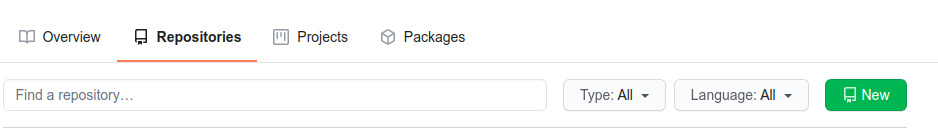 Overview Repositories Projects Packages
Find a repository… Type: All Language: All New